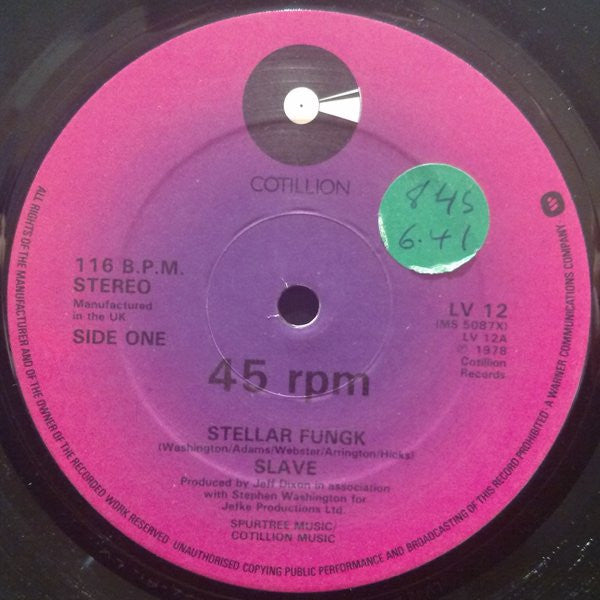 COTILLION
845
6.41
116 B.P.M.
STEREO
Manufactured
in the UK
SIDE ONE
LV 12
(MS 5087X)
LV 12A
℗ 1978
Cotillion
Records
45 rpm
STELLAR FUNGK
(Washington/Adams/Webster/Arrington/Hicks)
SLAVE
Produced by Jeff Dixon in association
with Stephen Washington for
Jefke Productions Ltd.
SPURTREE MUSIC/
COTILLION MUSIC
ALL RIGHTS OF THE MANUFACTURER AND OF THE OWNER OF THE RECORDED WORK RESERVED UNAUTHORISED COPYING PUBLIC PERFORMANCE AND BROADCASTING OF THIS RECORD PROHIBITED A WARNER COMMUNICATIONS COMPANY